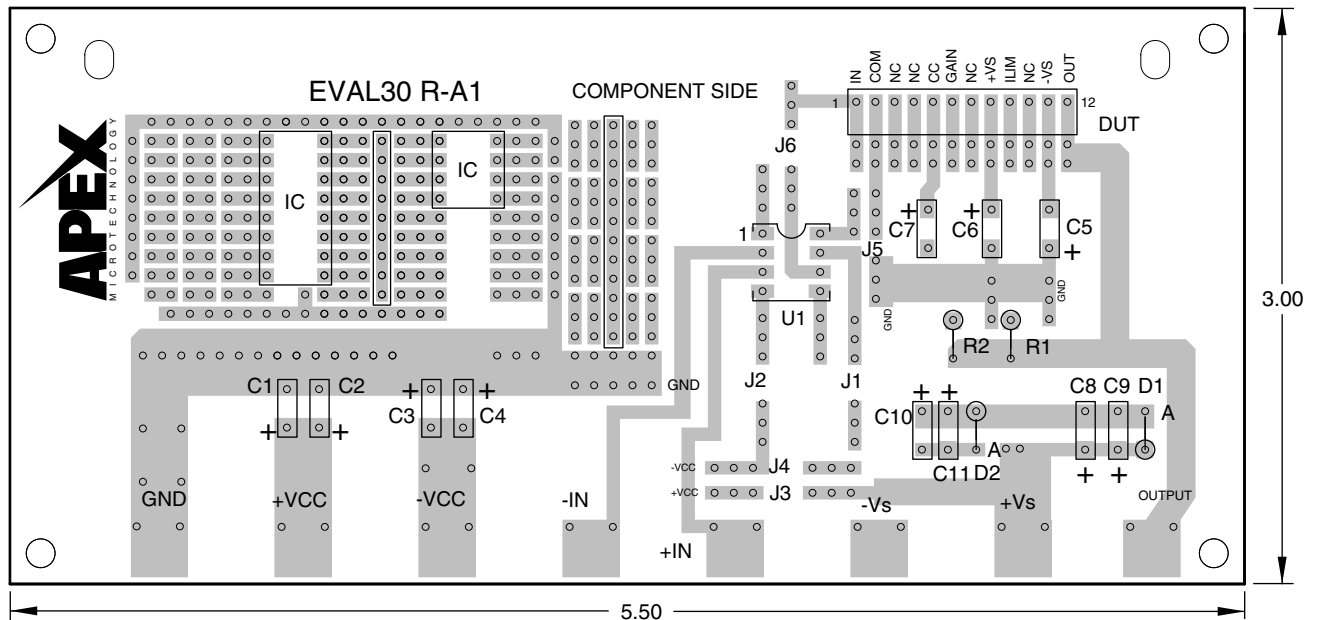 EVAL30 R-A1
COMPONENT SIDE
APEX
MICROTECHNOLOGY
IC
IC
IN
COM
NC
NC
CC
GAIN
NC
+VS
ILIM
NC
-VS
OUT
1
12
DUT
J6
C7
+
C6
+
C5
+
1
J5
U1
GND
GND
3.00
R2
R1
C1
+
C2
+
C3
+
C4
+
GND
J2
J1
C10
+
+
C11
A
D2
C8
+
C9
+
D1
A
-VCC
J4
+VCC
J3
GND
+VCC
-VCC
-IN
+IN
-Vs
+Vs
OUTPUT
5.50